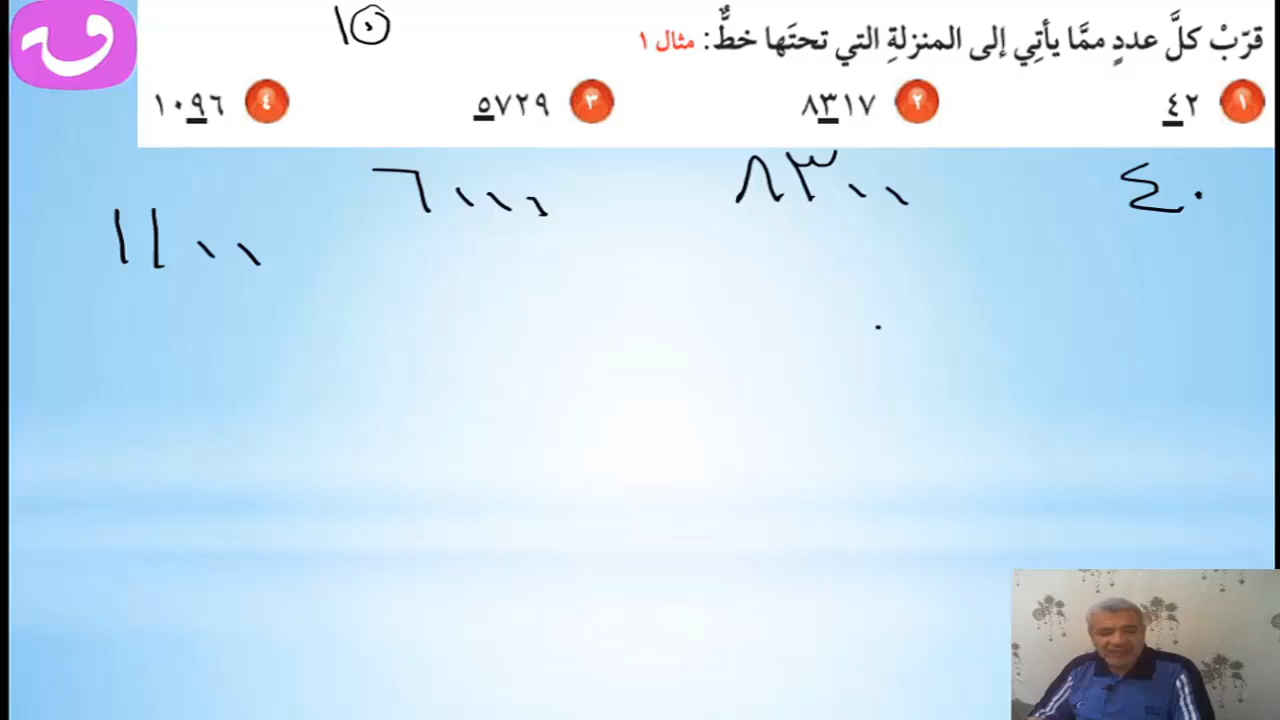 ١٥
قرّبْ كلَّ عددٍ ممَّا يأتِي إلى المنزلةِ التي تحتَها خطٌّ: مثال ١
١ ٤٢ ٢ ٨٣١٧ ٣ ٥٧٢٩ ٤ ١٠٩٦
٤٠ ٨٣٠٠ ٦٠٠٠ ١١٠٠